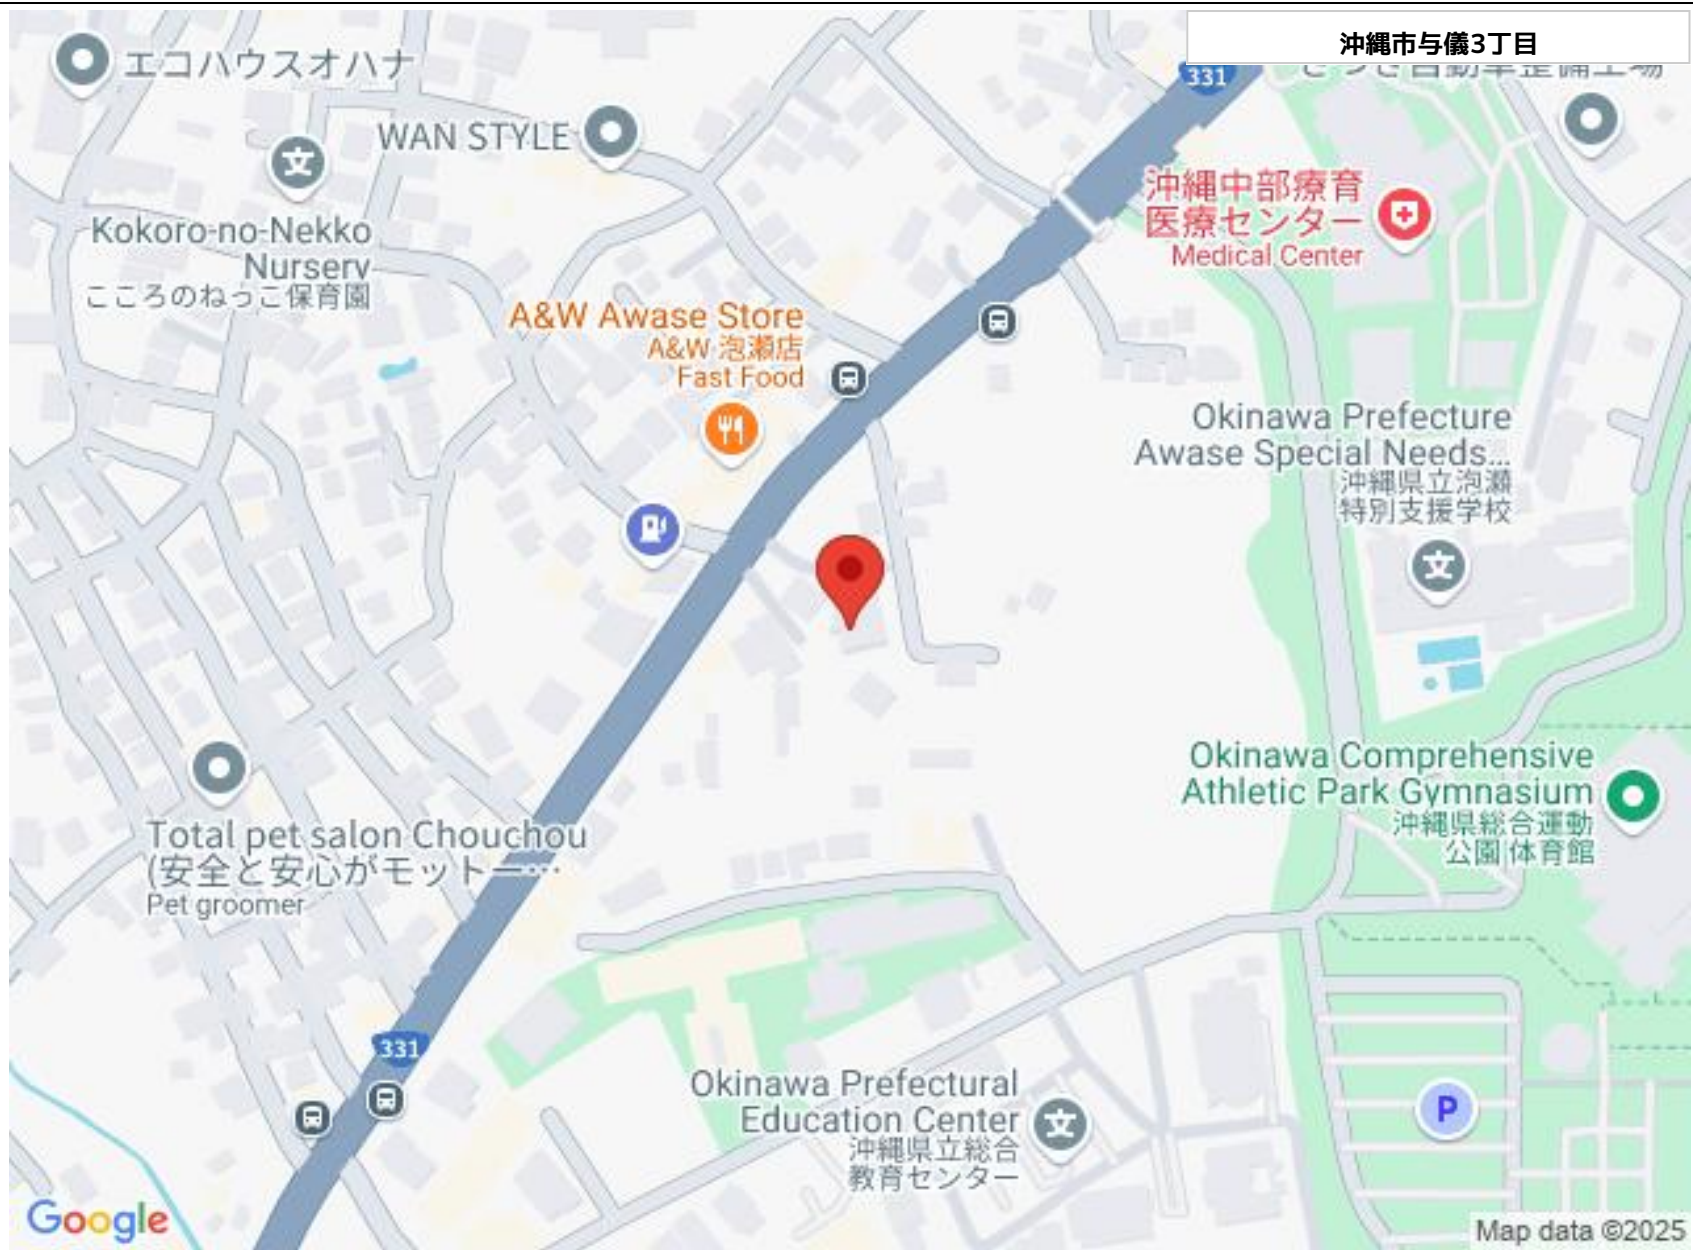 沖縄市与儀3丁目
エコハウスオハナ
331
WAN STYLE
沖縄中部療育
医療センター
Medical Center
Kokoro-no-Nekko
Nursery
こころのねっこ保育園
A&W Awase Store
A&W 泡瀬店
Fast Food
Okinawa Prefecture
Awase Special Needs...
沖縄県立泡瀬
特別支援学校
Okinawa Comprehensive
Athletic Park Gymnasium
沖縄県総合運動
公園 体育館
Total pet salon Chouchou
(安全と安心がモットー…
Pet groomer
331
Okinawa Prefectural
Education Center
沖縄県立総合
教育センター
P
Google
Map data ©2025